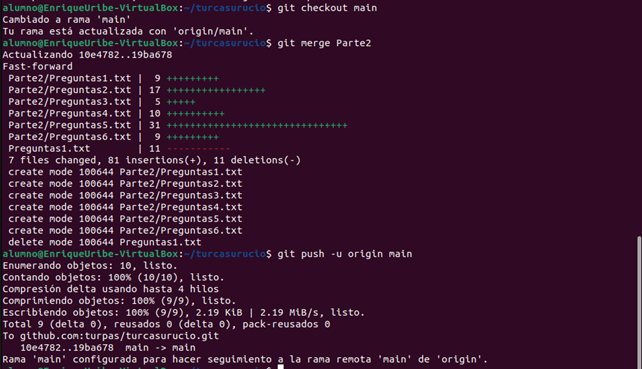 alumno@EnriqueUribe-VirtualBox:~/turcasurucio$ git checkout main
Cambiado a rama 'main'
Tu rama está actualizada con 'origin/main'.
alumno@EnriqueUribe-VirtualBox:~/turcasurucio$ git merge Parte2
Actualizando 10e4782..19ba678
Fast-forward
 Parte2/Preguntas1.txt |  9 +++++++++
 Parte2/Preguntas2.txt | 17 +++++++++++++++++
 Parte2/Preguntas3.txt |  5 +++++
 Parte2/Preguntas4.txt | 10 ++++++++++
 Parte2/Preguntas5.txt | 31 +++++++++++++++++++++++++++++++
 Parte2/Preguntas6.txt |  9 +++++++++
 Preguntas1.txt        | 11 -----------
 7 files changed, 81 insertions(+), 11 deletions(-)
 create mode 100644 Parte2/Preguntas1.txt
 create mode 100644 Parte2/Preguntas2.txt
 create mode 100644 Parte2/Preguntas3.txt
 create mode 100644 Parte2/Preguntas4.txt
 create mode 100644 Parte2/Preguntas5.txt
 create mode 100644 Parte2/Preguntas6.txt
 delete mode 100644 Preguntas1.txt
alumno@EnriqueUribe-VirtualBox:~/turcasurucio$ git push -u origin main
Enumerando objetos: 10, listo.
Contando objetos: 100% (10/10), listo.
Compresión delta usando hasta 4 hilos
Comprimiendo objetos: 100% (9/9), listo.
Escribiendo objetos: 100% (9/9), 2.19 KiB | 2.19 MiB/s, listo.
Total 9 (delta 0), reusados 0 (delta 0), pack-reusados 0
To github.com:turpas/turcasurucio.git
   10e4782..19ba678  main -> main
Rama 'main' configurada para hacer seguimiento a la rama remota 'main' de 'origin'.
alumno@EnriqueUribe-VirtualBox:~/turcasurucio$